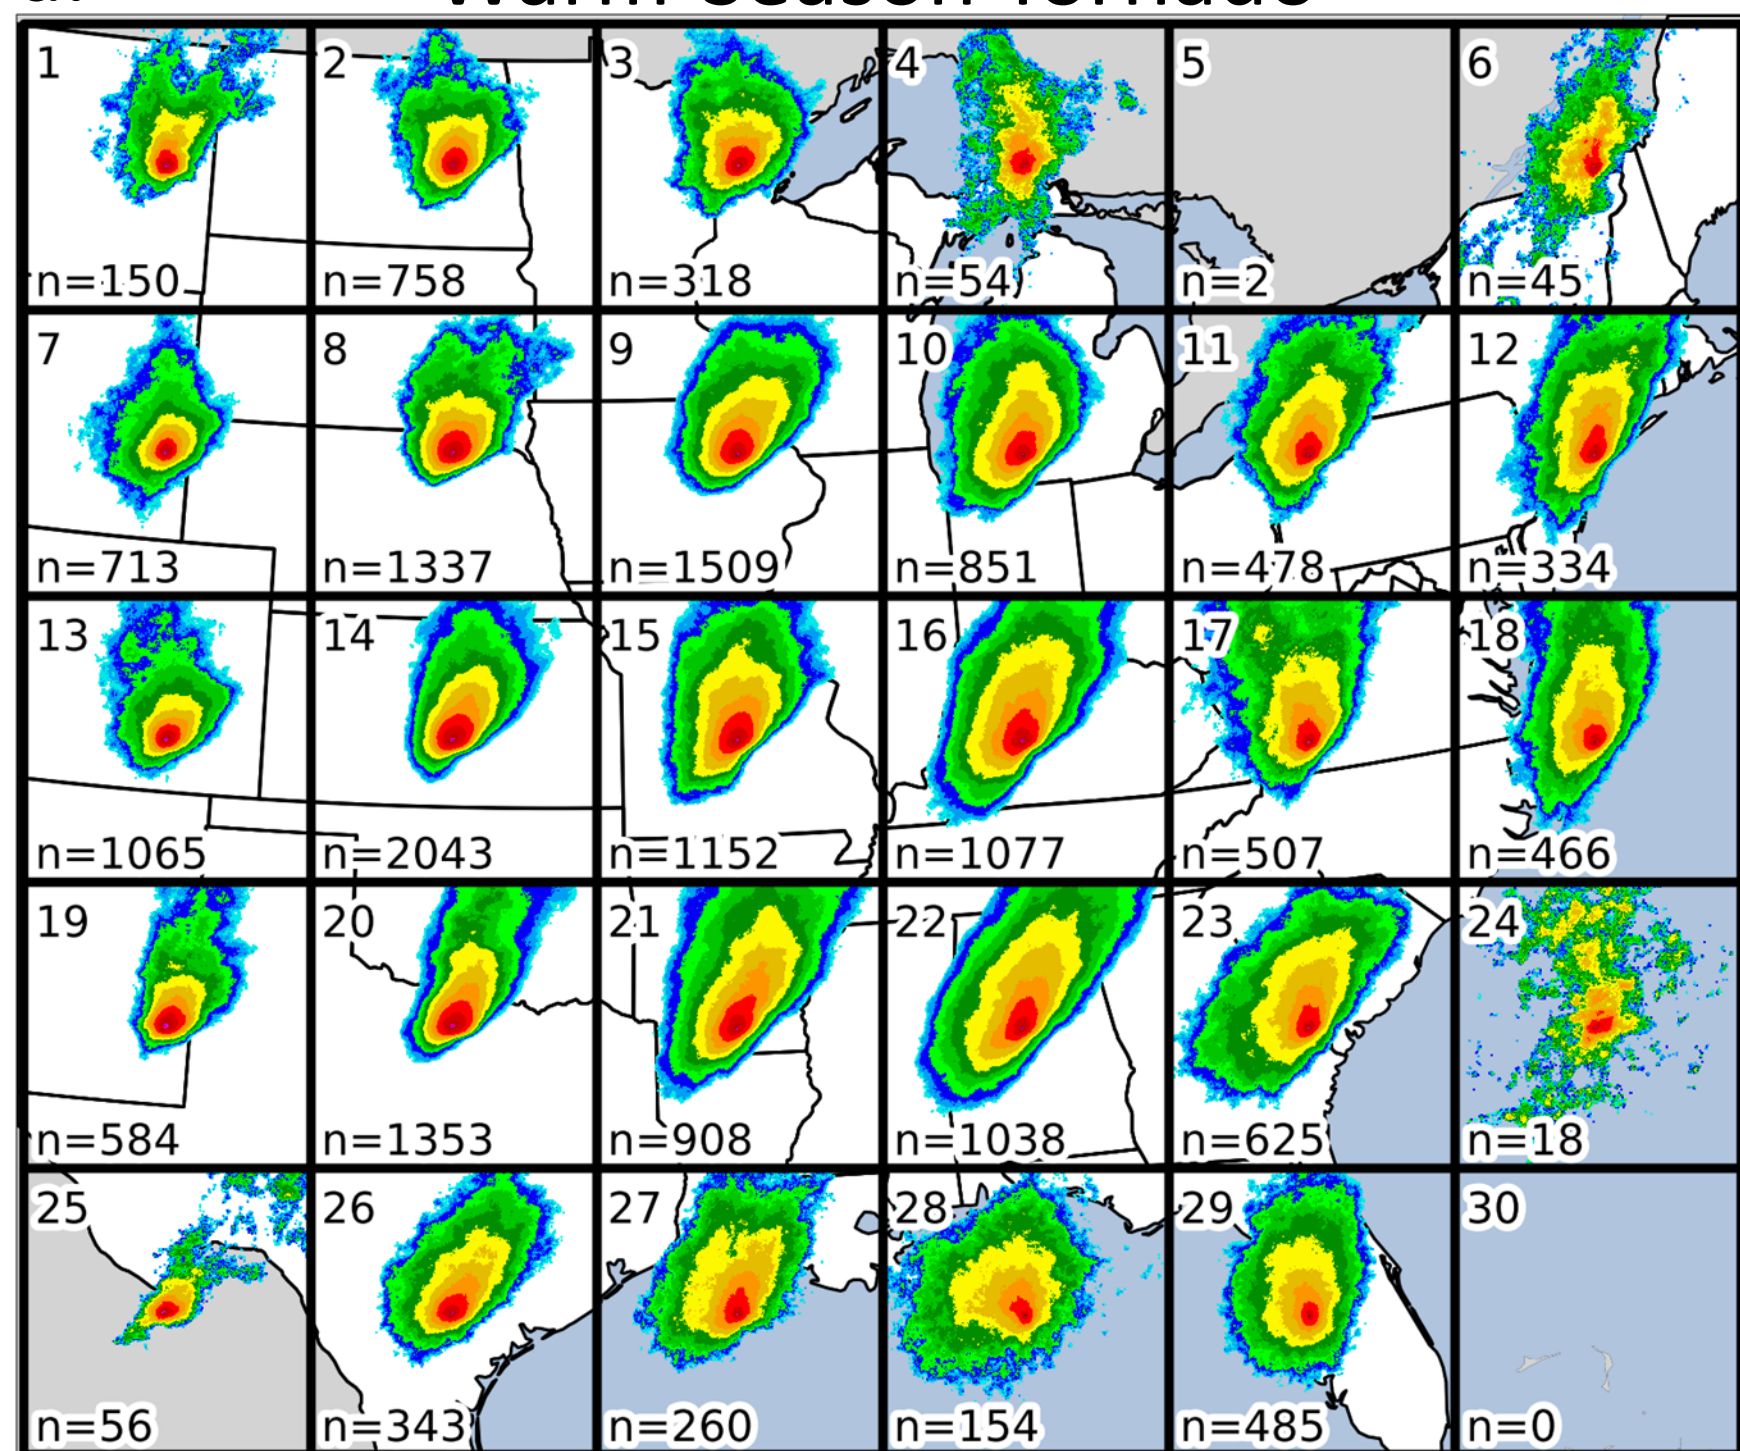 Warm Season Tornado
1 2 3 4 5 6
n=150 n=758 n=318 n=54 n=2 n=45
7 8 9 10 11 12
n=713 n=1337 n=1509 n=851 n=478 n=334
13 14 15 16 17 18
n=1065 n=2043 n=1152 n=1077 n=507 n=466
19 20 21 22 23 24
n=584 n=1353 n=908 n=1038 n=625 n=18
25 26 27 28 29 30
n=56 n=343 n=260 n=154 n=485 n=0